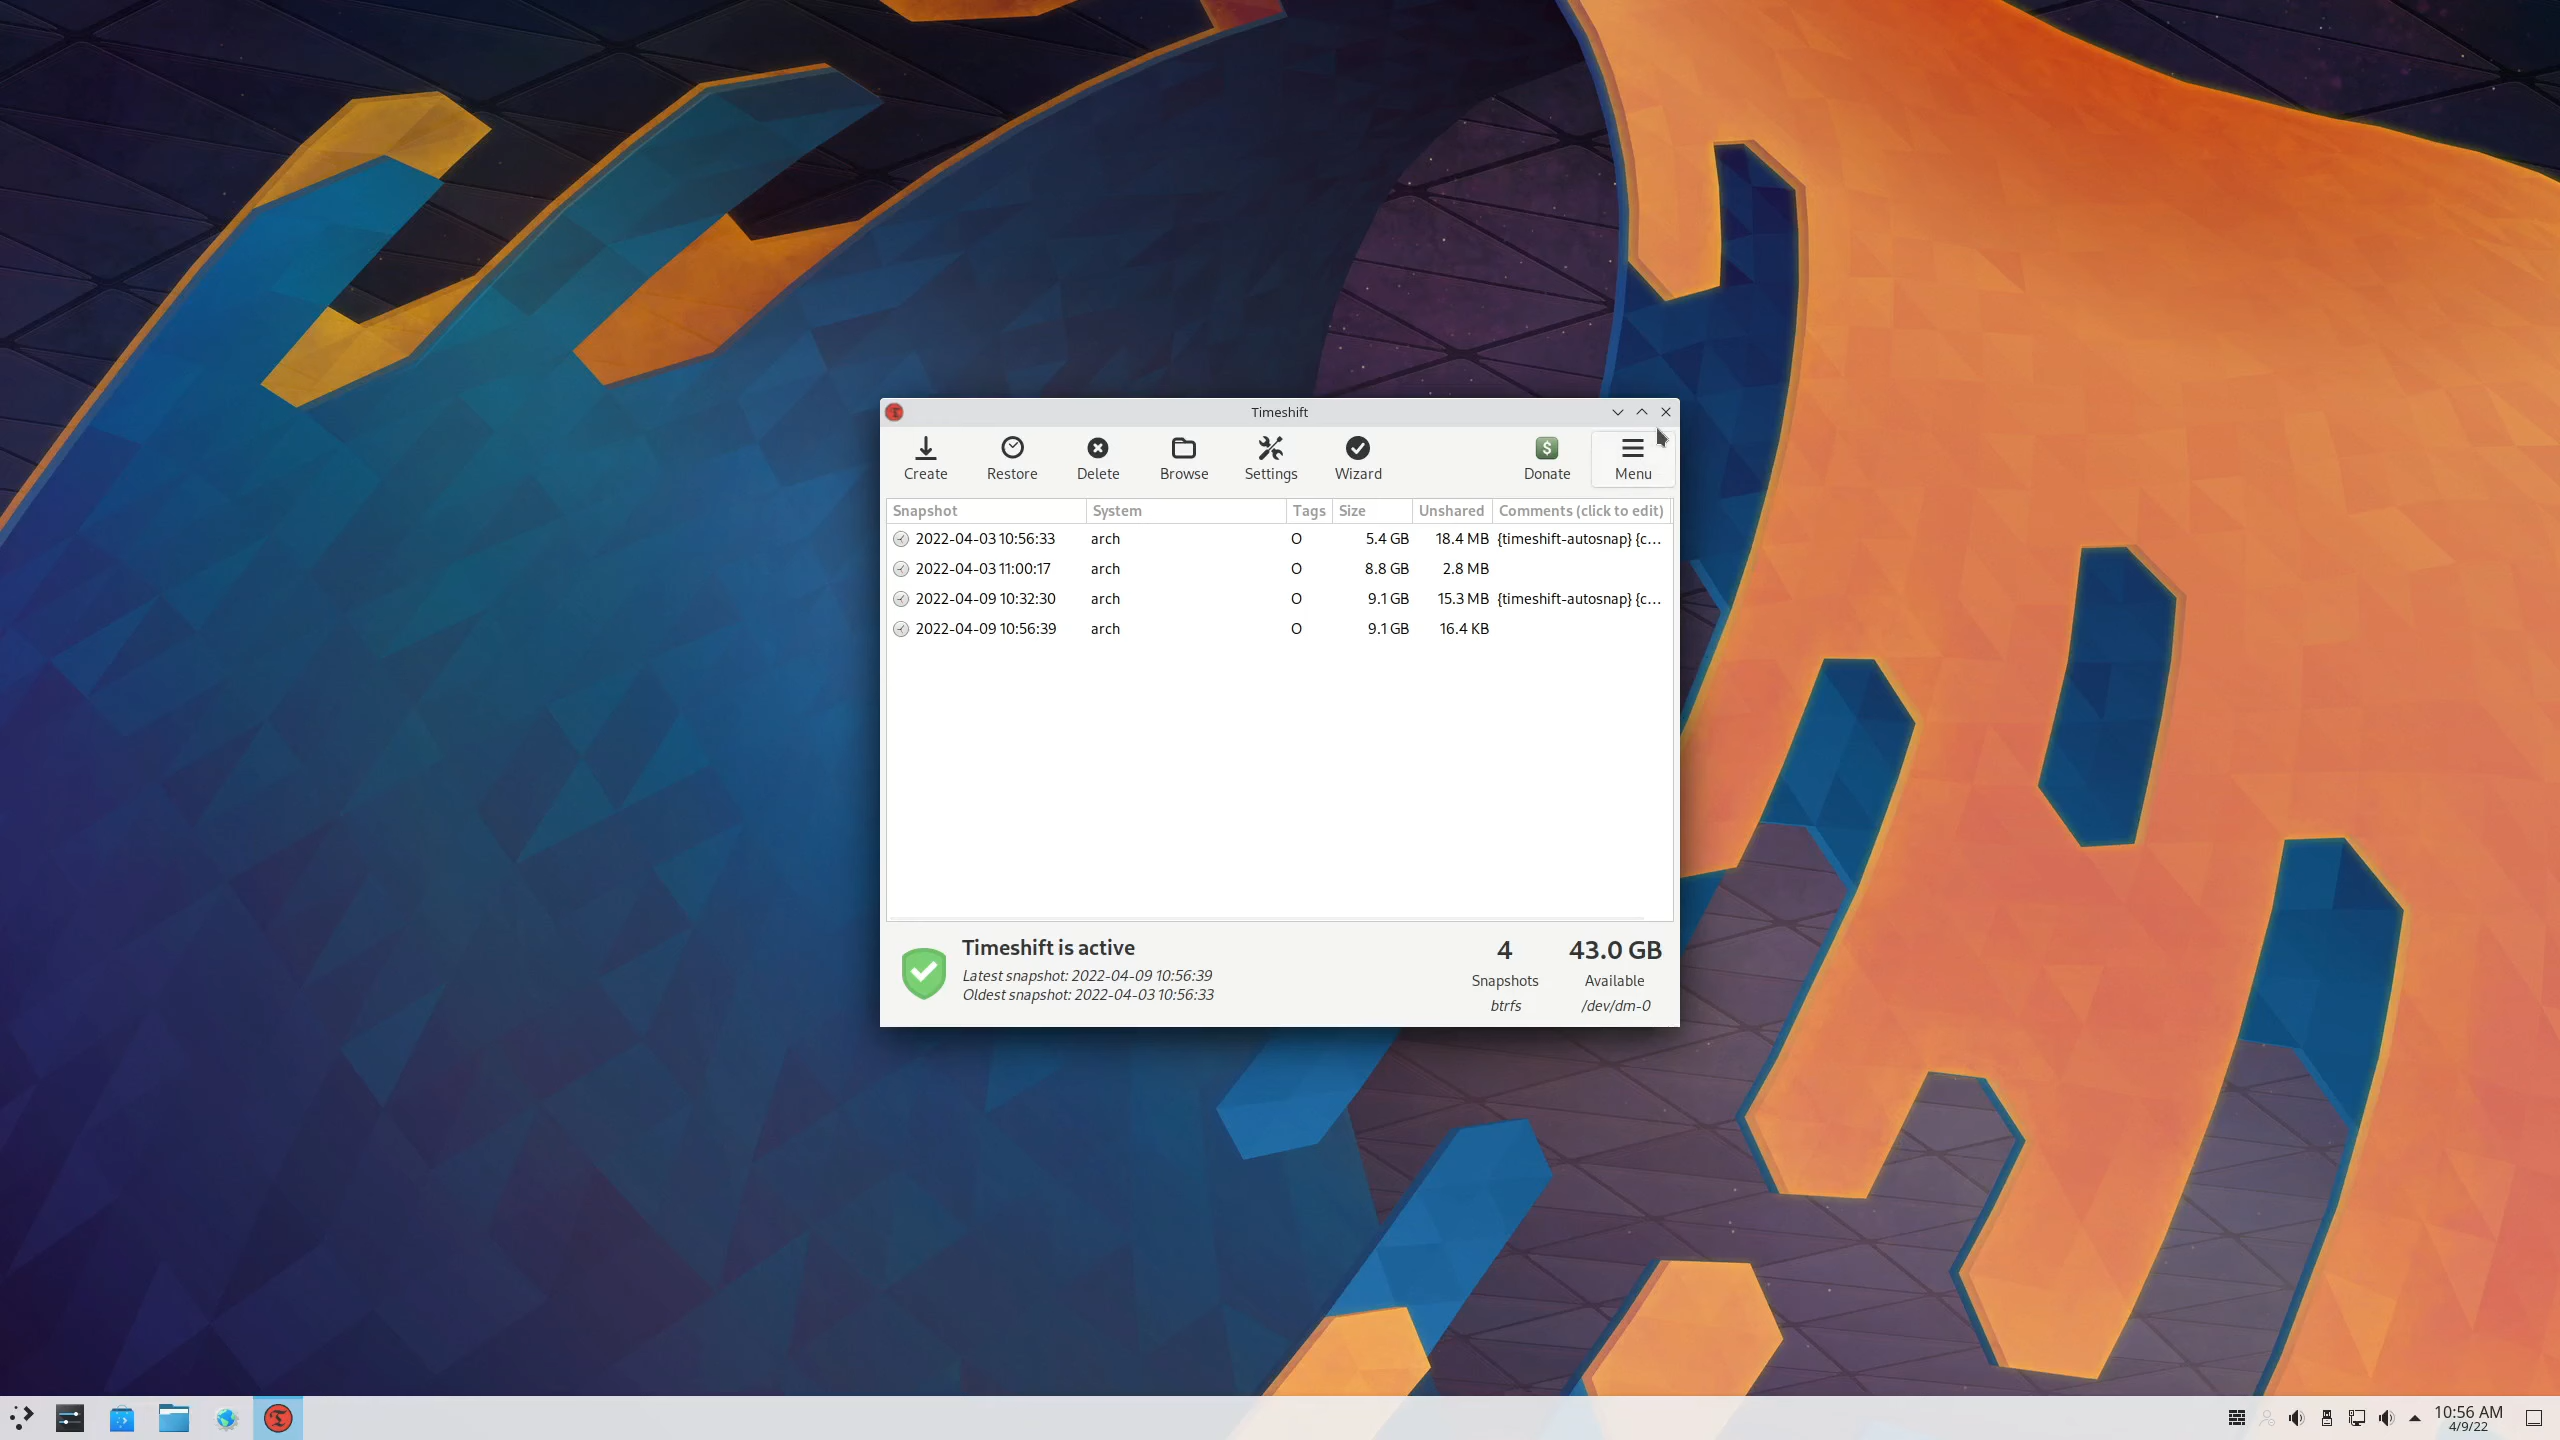 Timeshift
Create Restore Delete Browse Settings Wizard Donate Menu
Snapshot System Tags Size Unshared Comments (click to edit)
2022-04-03 10:56:33 arch O 5.4 GB 18.4 MB {timeshift-autosnap} {c...
2022-04-03 11:00:17 arch O 8.8 GB 2.8 MB
2022-04-09 10:32:30 arch O 9.1 GB 15.3 MB {timeshift-autosnap} {c...
2022-04-09 10:56:39 arch O 9.1 GB 16.4 KB
Timeshift is active
Latest snapshot: 2022-04-09 10:56:39
Oldest snapshot: 2022-04-03 10:56:33
4 43.0 GB
Snapshots Available
btrfs /dev/dm-0
10:56 AM
4/9/22